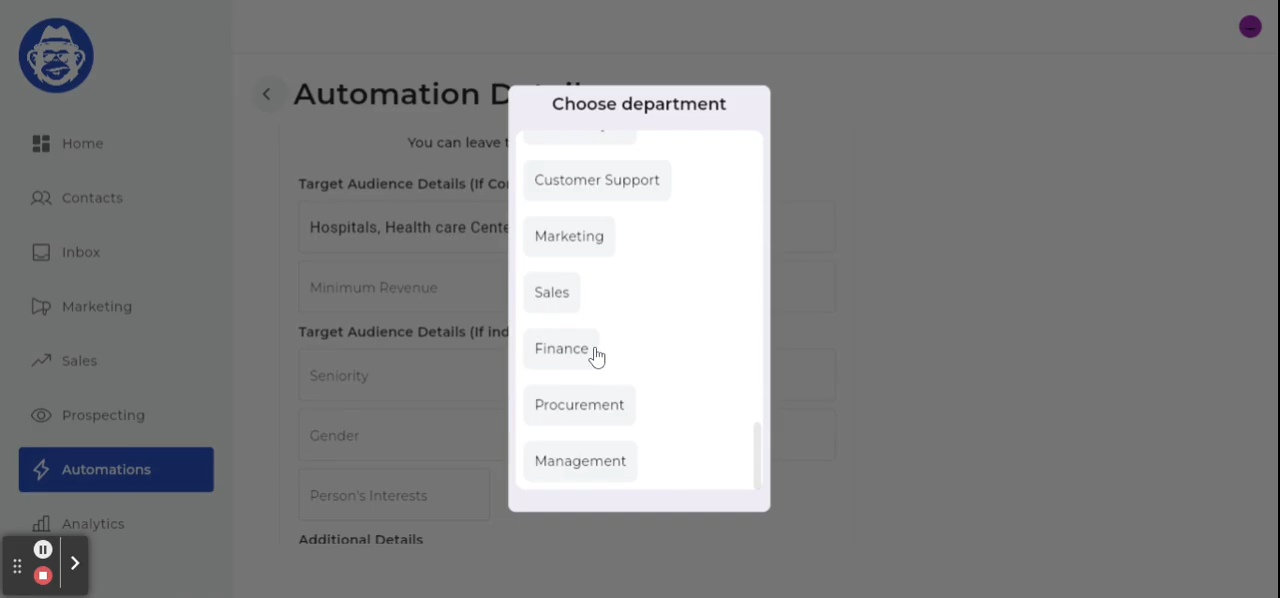 Choose department
Automation D
Home
You can leave t
Customer Support
Target Audience Details (If Co
Contacts
Hospitals, Health care Cente
Marketing
Inbox
Minimum Revenue
Sales
Marketing
Target Audience Details (If ind
Finance
Sales
Seniority
Procurement
Prospecting
Gender
Management
Automations
Person's Interests
Analytics
Additional Details